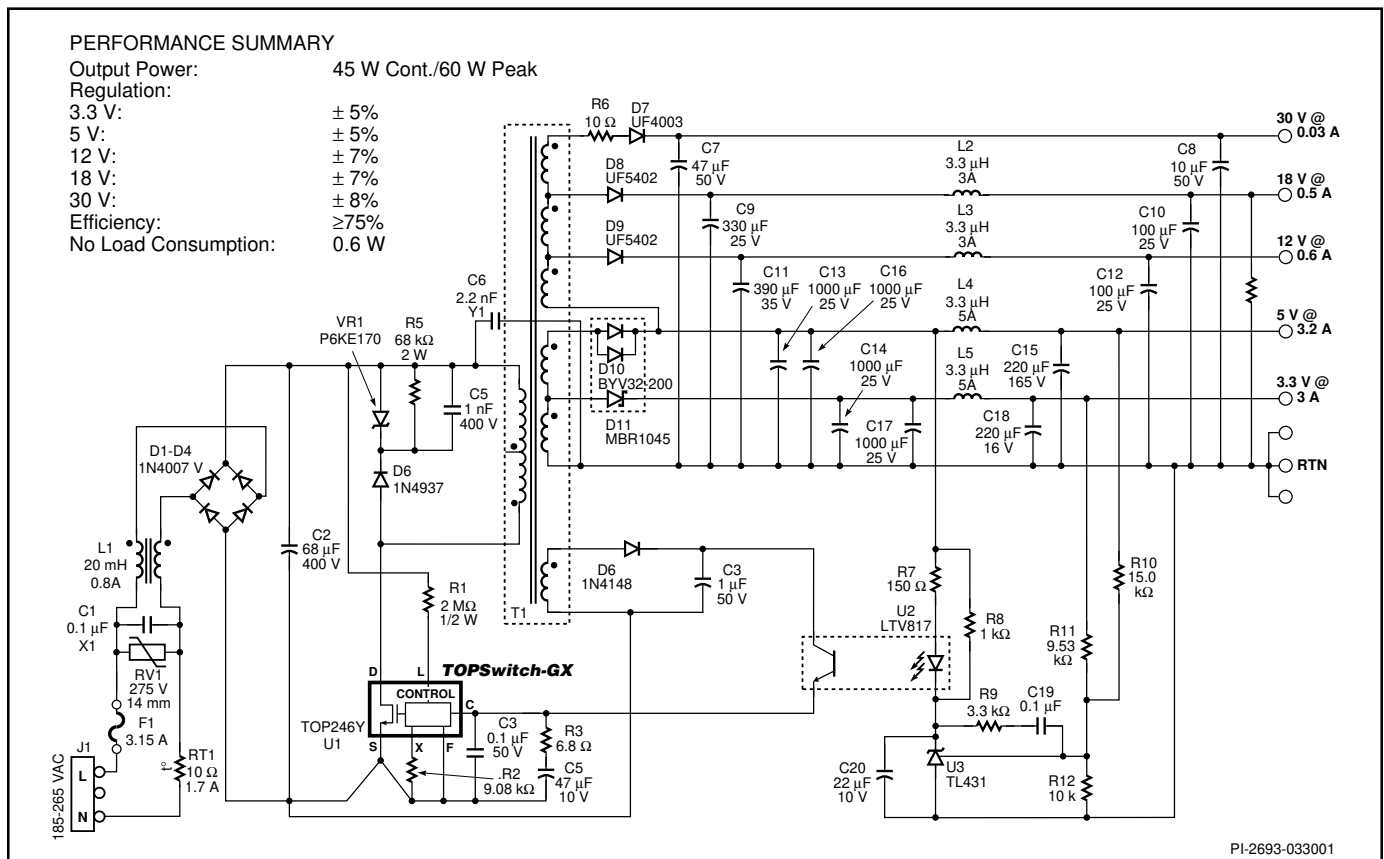 PERFORMANCE SUMMARY
Output Power: 45 W Cont./60 W Peak
Regulation:
3.3 V: ± 5%
5 V: ± 5%
12 V: ± 7%
18 V: ± 7%
30 V: ± 8%
Efficiency: ≥75%
No Load Consumption: 0.6 W
R6
10 Ω
D7
UF4003
30 V @
0.03 A
C7
47 µF
50 V
L2
3.3 µH
3A
C8
10 µF
50 V
D8
UF5402
18 V @
0.5 A
C9
330 µF
25 V
L3
3.3 µH
3A
C10
100 µF
25 V
D9
UF5402
12 V @
0.6 A
C11
390 µF
35 V
C13
1000 µF
25 V
C16
1000 µF
25 V
L4
3.3 µH
5A
C12
100 µF
25 V
C6
2.2 nF
Y1
5 V @
3.2 A
VR1
P6KE170
R5
68 kΩ
2 W
C5
1 nF
400 V
D10
BYV32-200
C14
1000 µF
25 V
L5
3.3 µH
5A
C15
220 µF
165 V
3.3 V @
3 A
D11
MBR1045
C17
1000 µF
25 V
C18
220 µF
16 V
RTN
D1-D4
1N4007 V
D6
1N4937
L1
20 mH
0.8A
C2
68 µF
400 V
C1
0.1 µF
X1
RV1
275 V
14 mm
F1
3.15 A
J1
L
N
185-265 VAC
RT1
10 Ω
1.7 A
t°
R1
2 MΩ
1/2 W
T1
D6
1N4148
C3
1 µF
50 V
R7
150 Ω
U2
LTV817
R8
1 kΩ
R10
15.0
kΩ
R11
9.53
kΩ
TOPSwitch-GX
D
L
CONTROL
C
TOP246Y
U1
S
X
F
C3
0.1 µF
50 V
R3
6.8 Ω
.R2
9.08 kΩ
C5
47 µF
10 V
R9
3.3 kΩ
C19
0.1 µF
C20
22 µF
10 V
U3
TL431
R12
10 k
PI-2693-033001